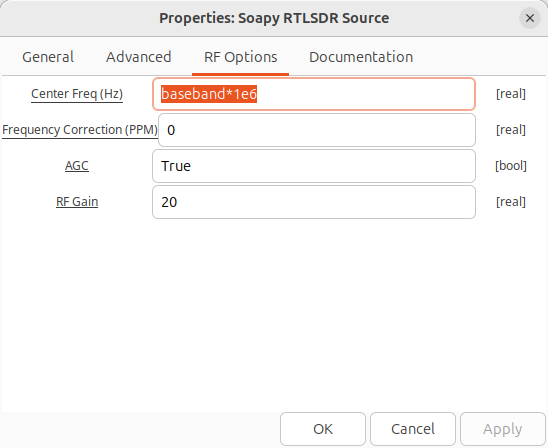 Properties: Soapy RTLSDR Source
General Advanced RF Options Documentation
Center Freq (Hz) baseband*1e6 [real]
Frequency Correction (PPM) 0 [real]
AGC True [bool]
RF Gain 20 [real]
OK Cancel Apply